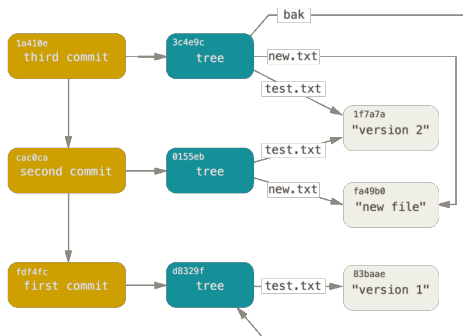 bak
1a410e
third commit
3c4e9c
tree
new.txt
test.txt
1f7a7a
"version 2"
cac0ca
second commit
0155eb
tree
test.txt
new.txt
fa49b0
"new file"
fdf4fc
first commit
d8329f
tree
test.txt
83baae
"version 1"